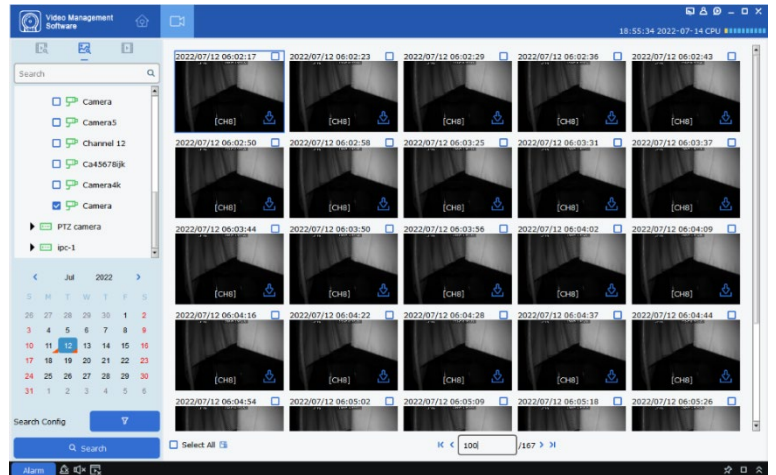 Video Management
Software
18:55:34 2022-07-14 CPU
Search
Camera
Camera5
Channel 12
Ca45678ijk
Camera4k
Camera
PTZ camera
ipc-1
Jul 2022
S M T W T F S
26 27 28 29 30 1 2
3 4 5 6 7 8 9
10 11 12 13 14 15 16
17 18 19 20 21 22 23
24 25 26 27 28 29 30
31 1 2 3 4 5 6
Search Config
Search
Alarm
2022/07/12 06:02:17 2022/07/12 06:02:23 2022/07/12 06:02:29 2022/07/12 06:02:36 2022/07/12 06:02:43
[CH8] [CH8] [CH8] [CH8] [CH8]
2022/07/12 06:02:50 2022/07/12 06:02:58 2022/07/12 06:03:25 2022/07/12 06:03:31 2022/07/12 06:03:37
[CH8] [CH8] [CH8] [CH8] [CH8]
2022/07/12 06:03:44 2022/07/12 06:03:50 2022/07/12 06:03:56 2022/07/12 06:04:02 2022/07/12 06:04:09
[CH8] [CH8] [CH8] [CH8] [CH8]
2022/07/12 06:04:16 2022/07/12 06:04:22 2022/07/12 06:04:28 2022/07/12 06:04:37 2022/07/12 06:04:44
[CH8] [CH8] [CH8] [CH8] [CH8]
2022/07/12 06:04:54 2022/07/12 06:05:02 2022/07/12 06:05:09 2022/07/12 06:05:18 2022/07/12 06:05:26
Select All
100 /167